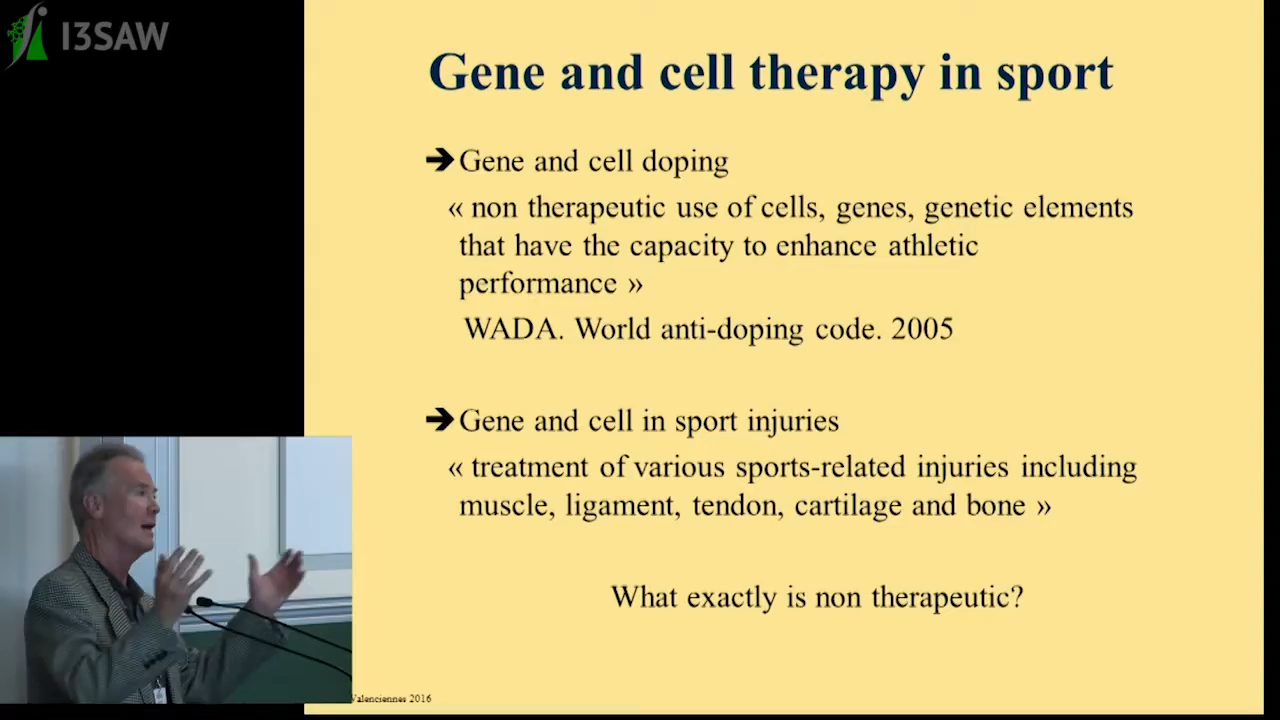 I3SAW
Gene and cell therapy in sport
➔ Gene and cell doping
« non therapeutic use of cells, genes, genetic elements
that have the capacity to enhance athletic
performance »
WADA. World anti-doping code. 2005
➔ Gene and cell in sport injuries
« treatment of various sports-related injuries including
muscle, ligament, tendon, cartilage and bone »
What exactly is non therapeutic?
Valenciennes 2016